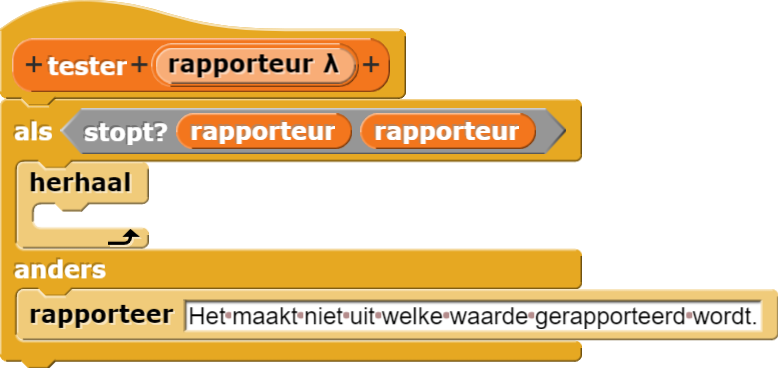 + tester + rapporteur λ +
als stopt? rapporteur rapporteur
herhaal
anders
rapporteer Het maakt niet uit welke waarde gerapporteerd wordt.